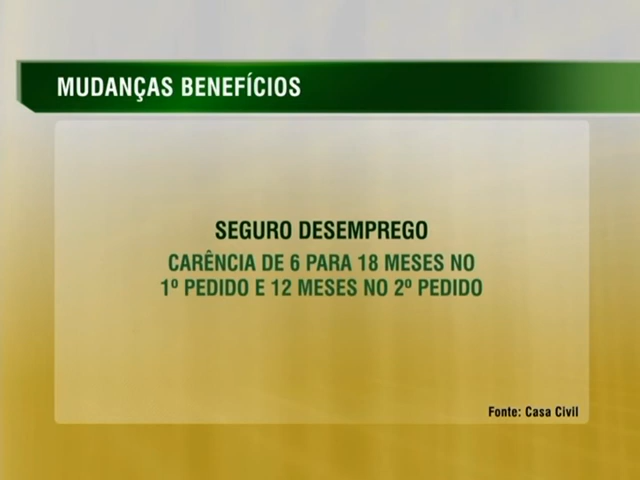 MUDANÇAS BENEFÍCIOS
SEGURO DESEMPREGO
CARÊNCIA DE 6 PARA 18 MESES NO
1º PEDIDO E 12 MESES NO 2º PEDIDO
Fonte: Casa Civil